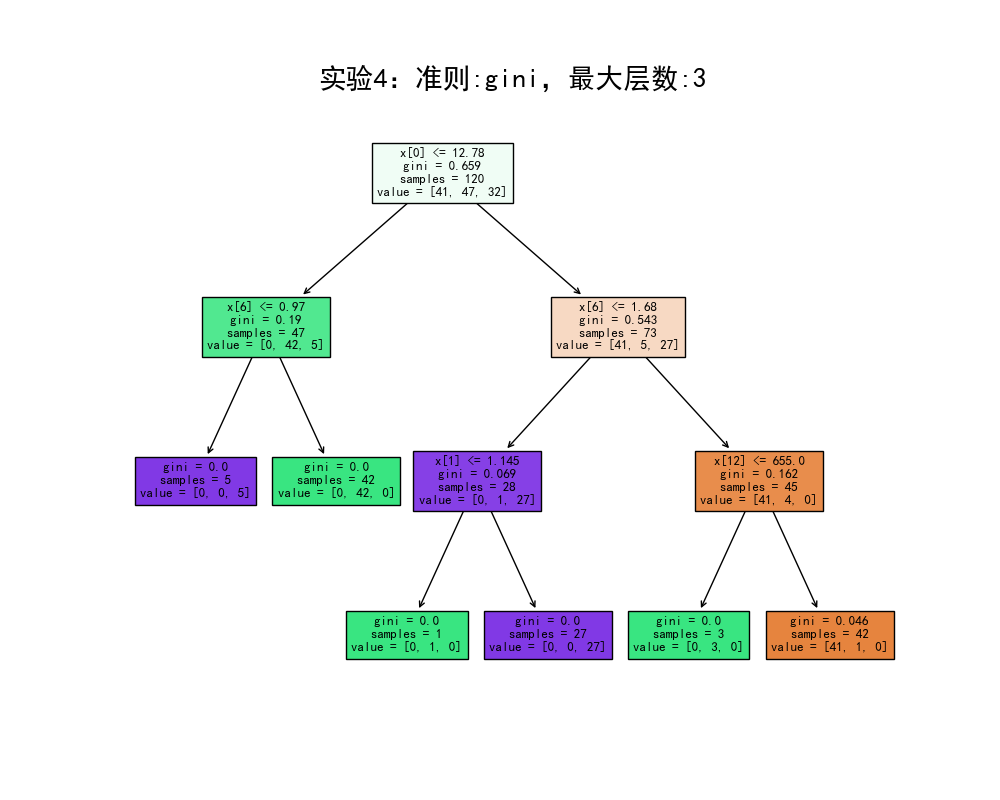 实验4：准则:gini，最大层数:3
x[0] <= 12.78
gini = 0.659
samples = 120
value = [41, 47, 32]
x[6] <= 0.97
gini = 0.19
samples = 47
value = [0, 42, 5]
x[6] <= 1.68
gini = 0.543
samples = 73
value = [41, 5, 27]
gini = 0.0
samples = 5
value = [0, 0, 5]
gini = 0.0
samples = 42
value = [0, 42, 0]
x[1] <= 1.145
gini = 0.069
samples = 28
value = [0, 1, 27]
x[12] <= 655.0
gini = 0.162
samples = 45
value = [41, 4, 0]
gini = 0.0
samples = 1
value = [0, 1, 0]
gini = 0.0
samples = 27
value = [0, 0, 27]
gini = 0.0
samples = 3
value = [0, 3, 0]
gini = 0.046
samples = 42
value = [41, 1, 0]